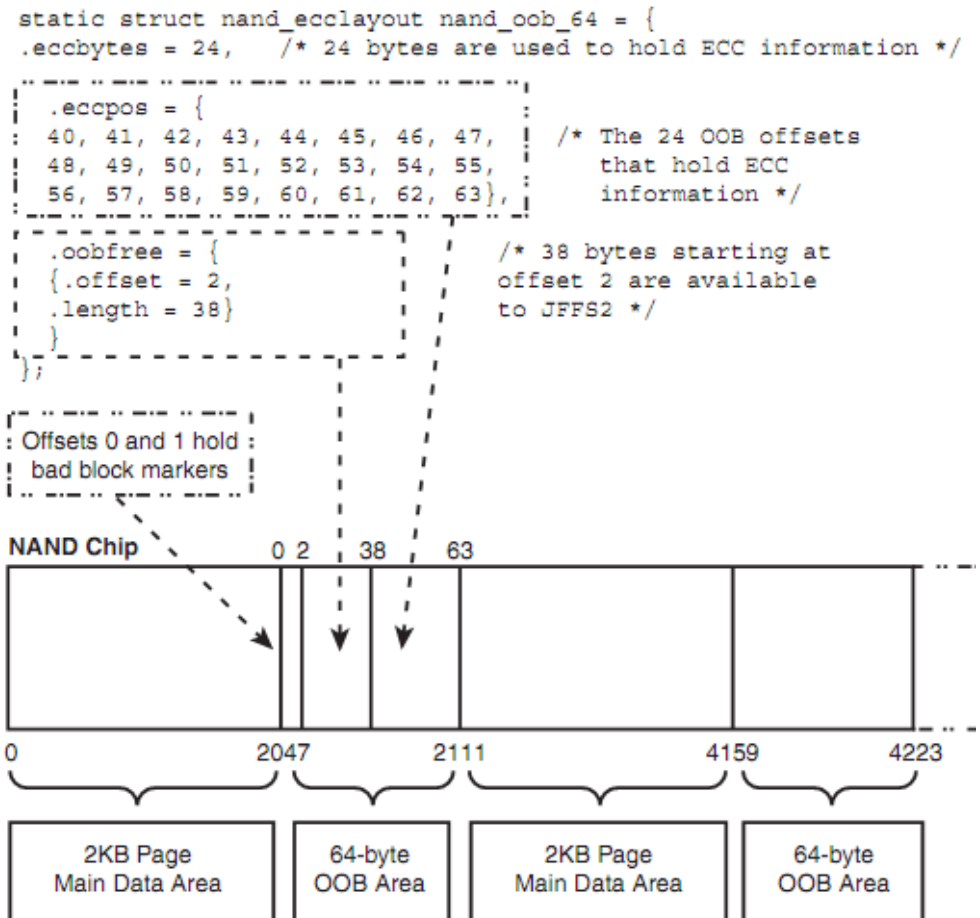 static struct nand_ecclayout nand_oob_64 = {
.eccbytes = 24,   /* 24 bytes are used to hold ECC information */
.eccpos = {
40, 41, 42, 43, 44, 45, 46, 47,   /* The 24 OOB offsets
48, 49, 50, 51, 52, 53, 54, 55,   that hold ECC
56, 57, 58, 59, 60, 61, 62, 63},   information */
.oobfree = {   /* 38 bytes starting at
{.offset = 2,   offset 2 are available
.length = 38}   to JFFS2 */
}
};
Offsets 0 and 1 hold
bad block markers
NAND Chip   0 2   38   63
0   2047   2111   4159   4223
2KB Page
Main Data Area
64-byte
OOB Area
2KB Page
Main Data Area
64-byte
OOB Area